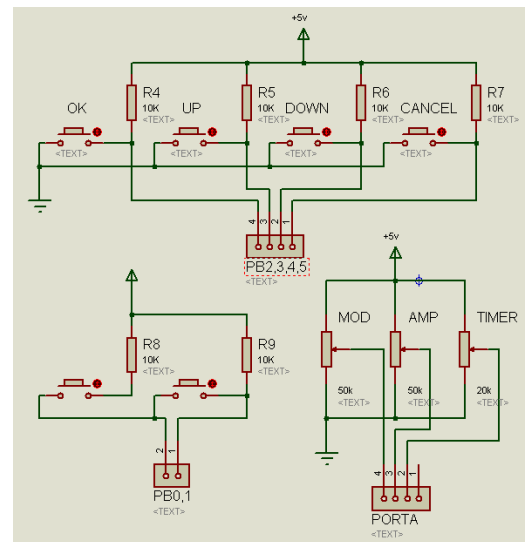 +5v
R4
10K
<TEXT>
R5
10K
<TEXT>
R6
10K
<TEXT>
R7
10K
<TEXT>
OK
<TEXT>
UP
<TEXT>
DOWN
<TEXT>
CANCEL
<TEXT>
4 3 2 1
PB2,3,4,5
<TEXT>
R8
10K
<TEXT>
R9
10K
<TEXT>
2 1
PB0,1
<TEXT>
+5v
MOD
50k
<TEXT>
AMP
50k
<TEXT>
TIMER
20k
<TEXT>
4 3 2 1
PORTA
<TEXT>